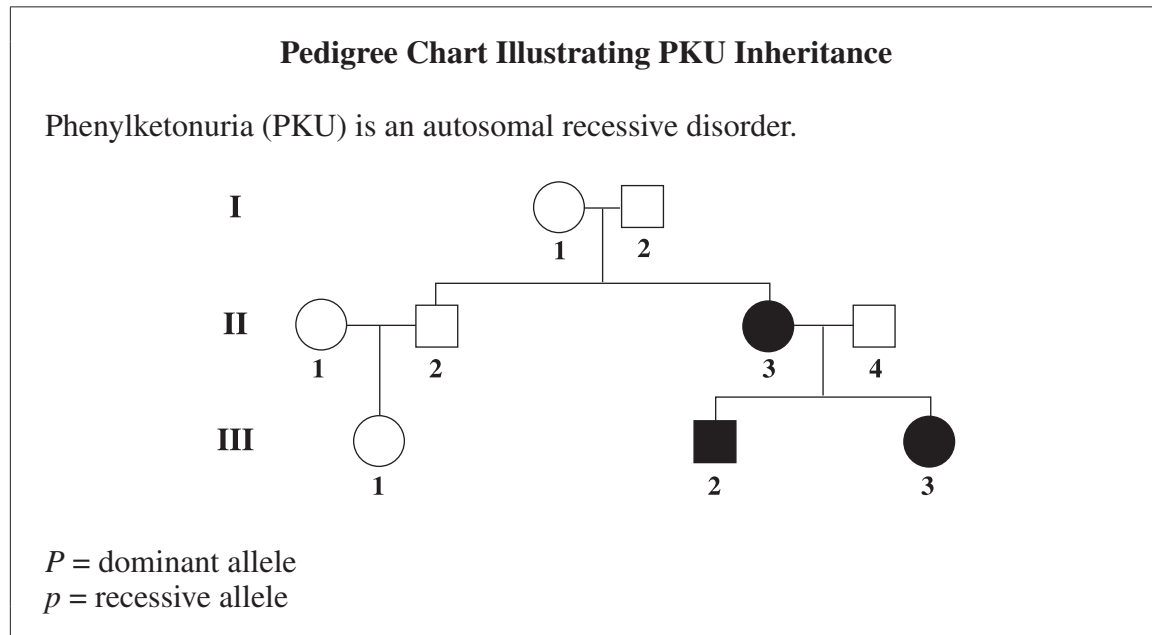 Pedigree Chart Illustrating PKU Inheritance
Phenylketonuria (PKU) is an autosomal recessive disorder.
I
1 2
II
1 2 3 4
III
1 2 3
P = dominant allele
p = recessive allele